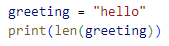 greeting = "hello"
print(len(greeting))